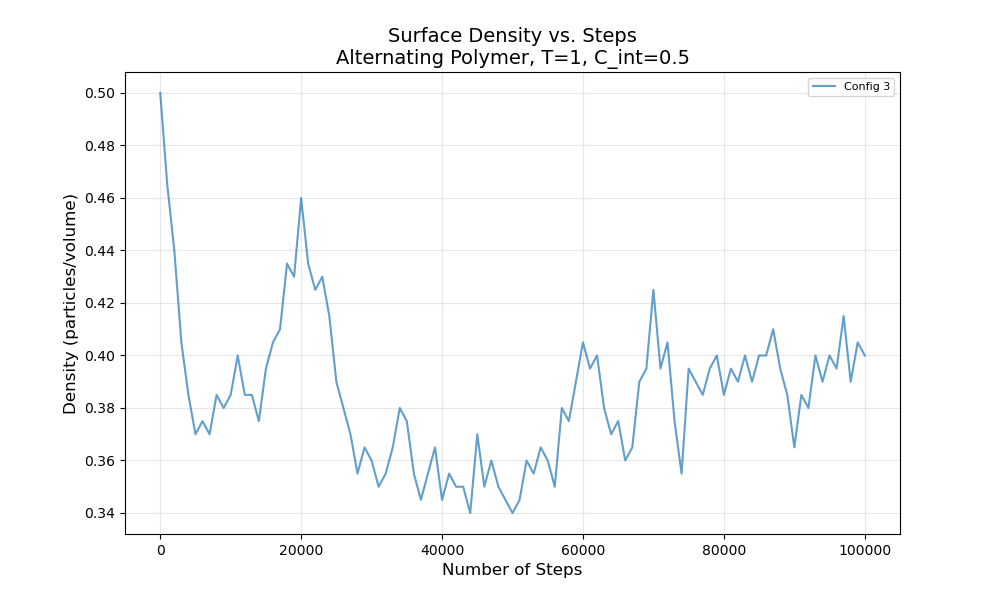 Surface Density vs. Steps
Alternating Polymer, T=1, C_int=0.5
Config 3
Density (particles/volume)
0.50
0.48
0.46
0.44
0.42
0.40
0.38
0.36
0.34
0 20000 40000 60000 80000 100000
Number of Steps